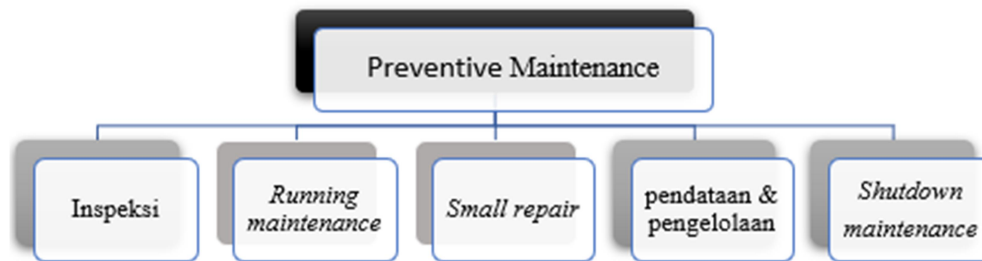 Preventive Maintenance
Inspeksi
Running
maintenance
Small repair
pendataan &
pengelolaan
Shutdown
maintenance